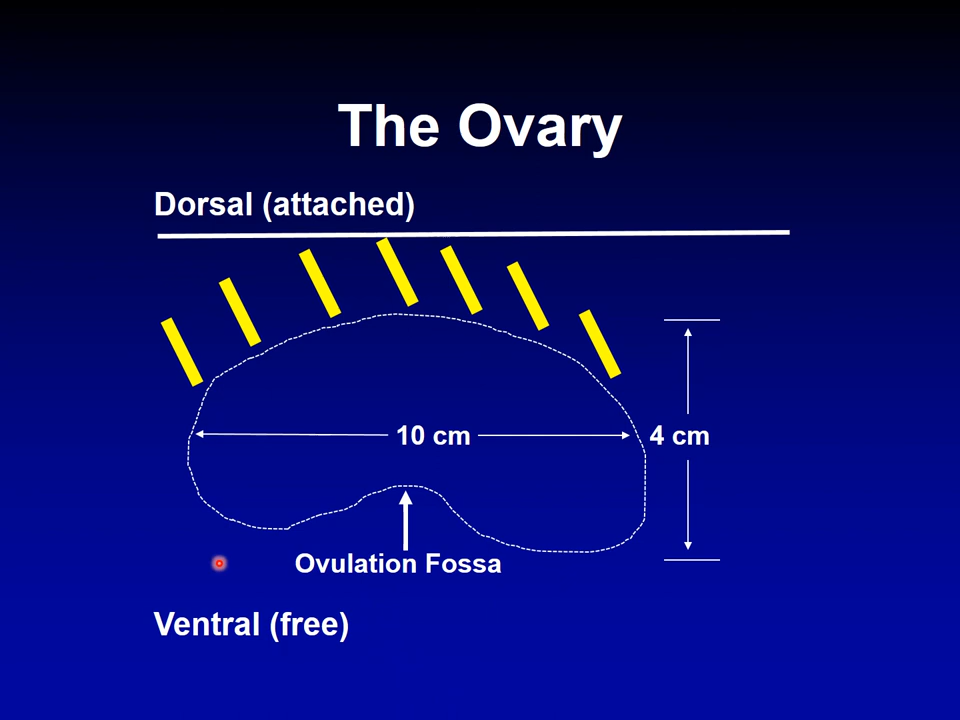 The Ovary
Dorsal (attached)
10 cm
4 cm
Ovulation Fossa
Ventral (free)